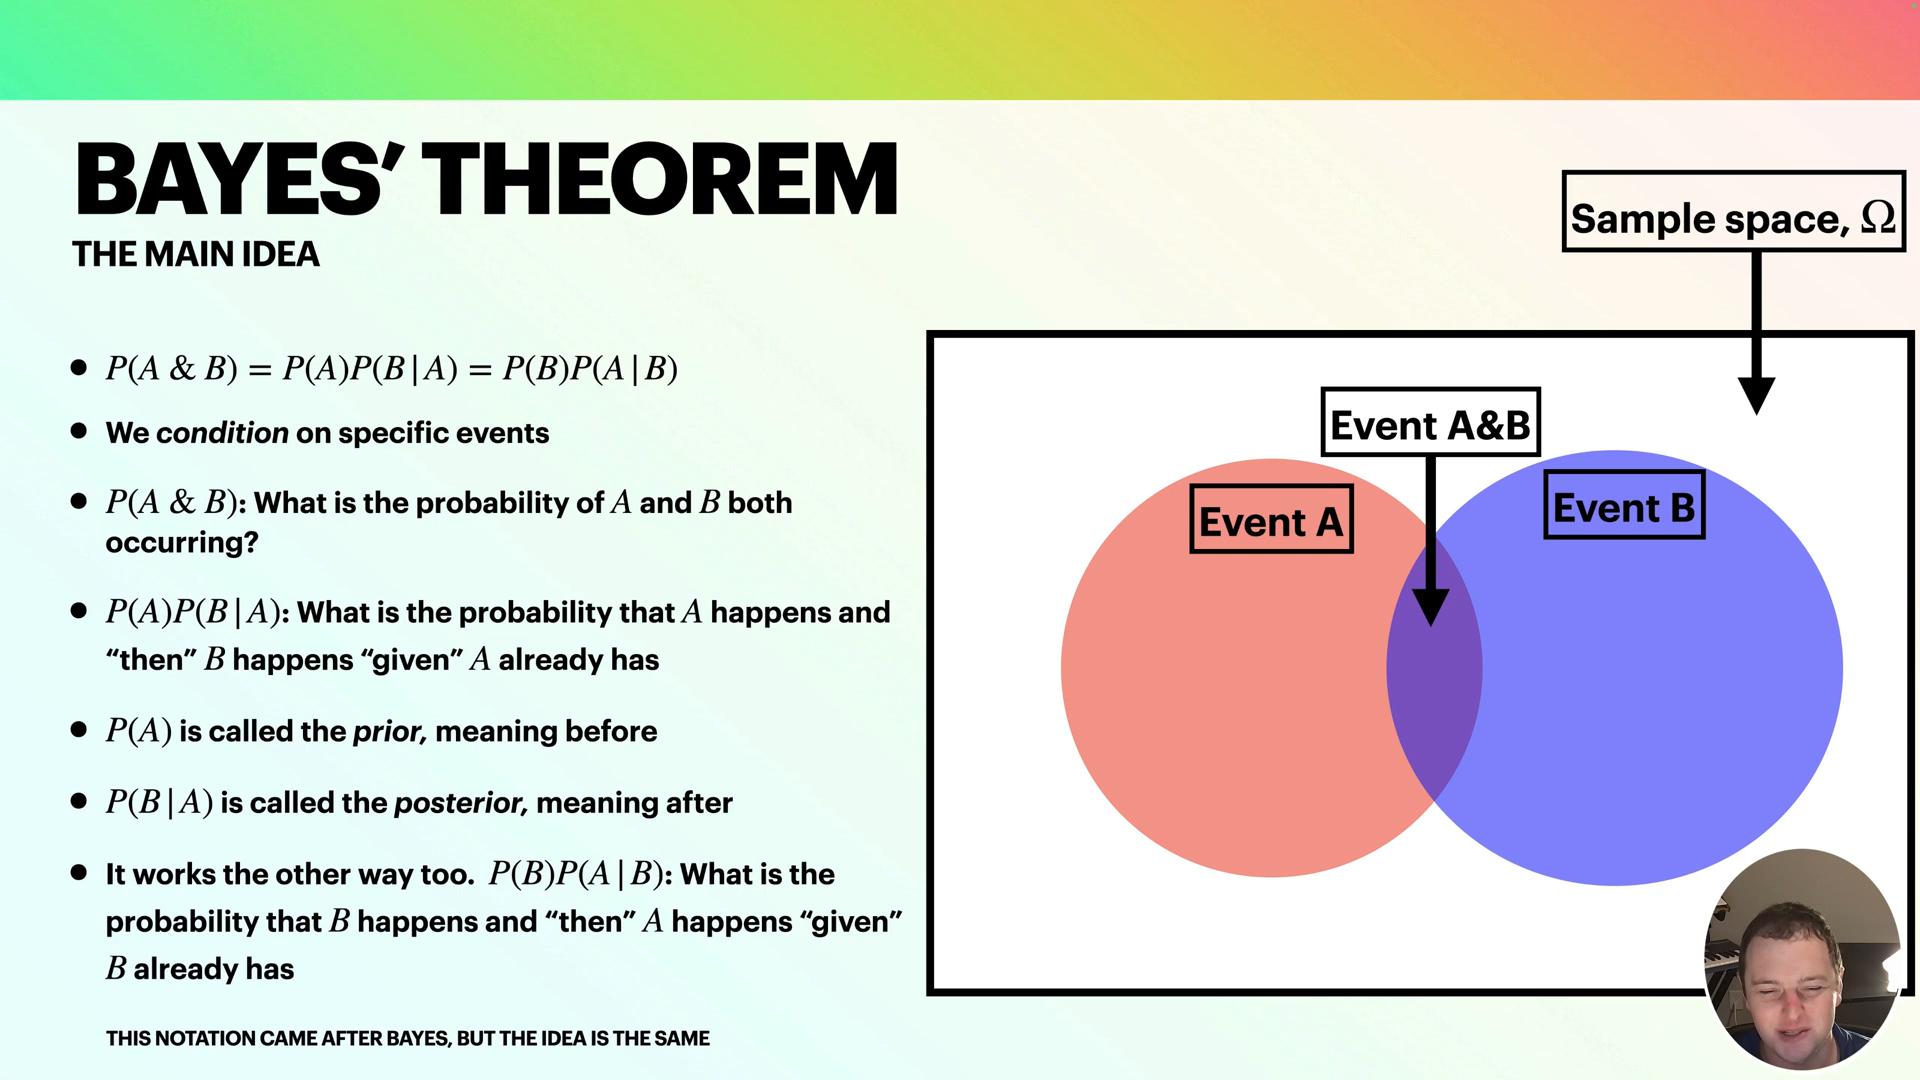 BAYES’ THEOREM
THE MAIN IDEA
• P(A & B) = P(A)P(B|A) = P(B)P(A|B)
• We condition on specific events
• P(A & B): What is the probability of A and B both
occurring?
• P(A)P(B|A): What is the probability that A happens and
“then” B happens “given” A already has
• P(A) is called the prior, meaning before
• P(B|A) is called the posterior, meaning after
• It works the other way too. P(B)P(A|B): What is the
probability that B happens and “then” A happens “given”
B already has
THIS NOTATION CAME AFTER BAYES, BUT THE IDEA IS THE SAME
Sample space, Ω
Event A&B
Event A
Event B